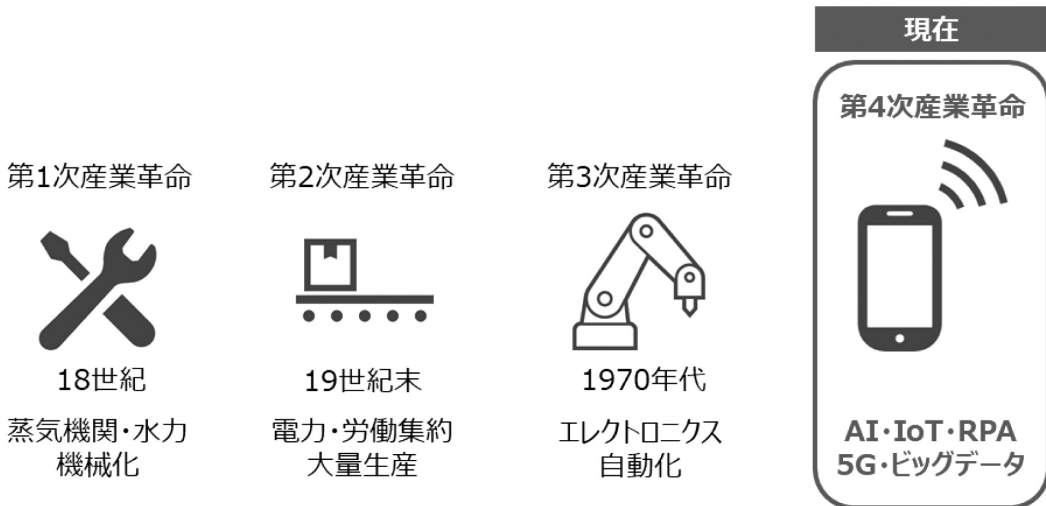 現在
第1次産業革命
18世紀
蒸気機関・水力
機械化
第2次産業革命
19世紀末
電力・労働集約
大量生産
第3次産業革命
1970年代
エレクトロニクス
自動化
第4次産業革命
AI・IoT・RPA
5G・ビッグデータ